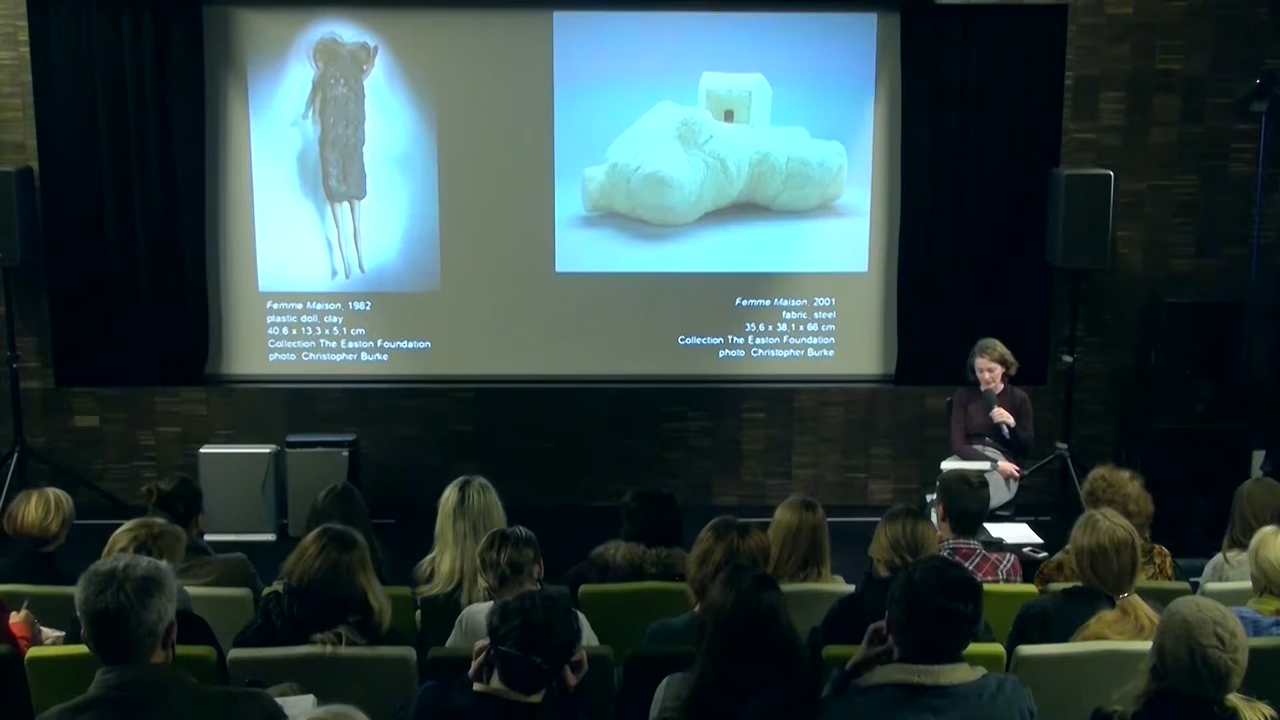 Femme Maison, 1982
plastic doll, clay
40,6 x 13,3 x 5,1 cm
Collection The Easton Foundation
photo Christopher Burke
Femme Maison, 2001
fabric, steel
35,6 x 38,1 x 66 cm
Collection The Easton Foundation
photo Christopher Burke